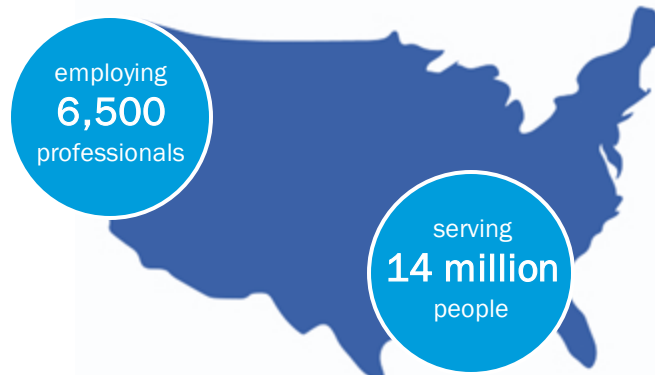 employing
6,500
professionals
serving
14 million
people